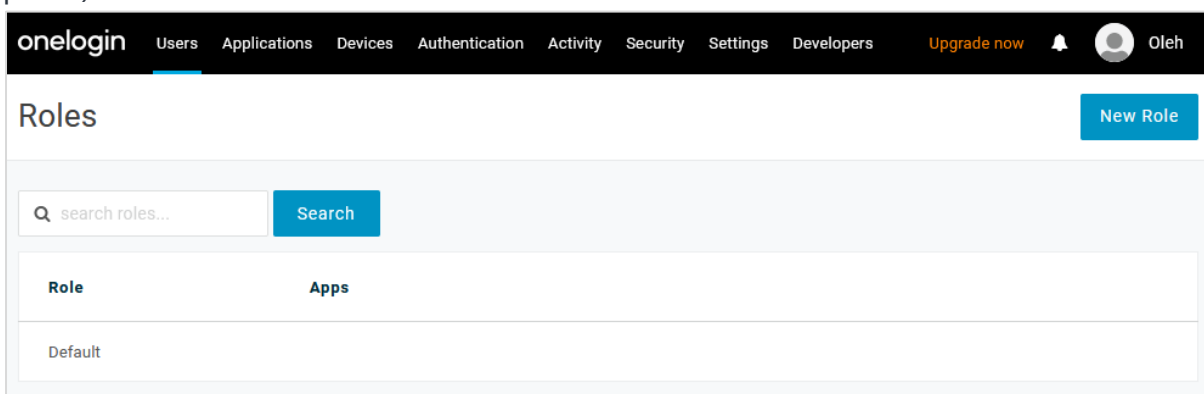 onelogin Users Applications Devices Authentication Activity Security Settings Developers Upgrade now Oleh
Roles New Role
search roles... Search
Role Apps
Default